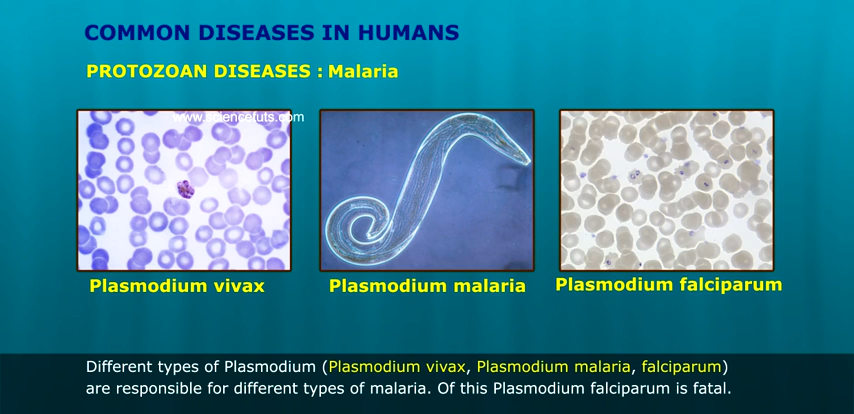 COMMON DISEASES IN HUMANS
PROTOZOAN DISEASES : Malaria
www.sciencefuts.com
Plasmodium vivax
Plasmodium malaria
Plasmodium falciparum
Different types of Plasmodium (Plasmodium vivax, Plasmodium malaria, falciparum)
are responsible for different types of malaria. Of this Plasmodium falciparum is fatal.